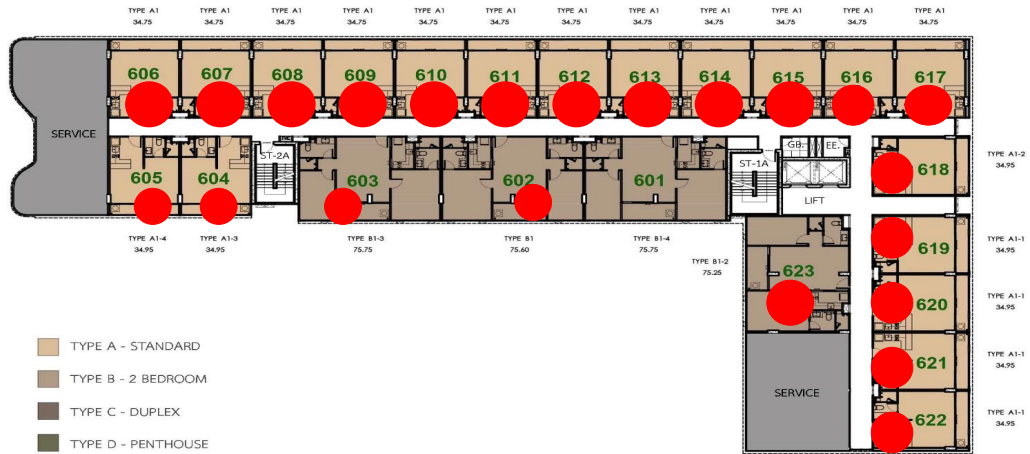 TYPE A1 TYPE A1 TYPE A1 TYPE A1 TYPE A1 TYPE A1 TYPE A1 TYPE A1 TYPE A1 TYPE A1 TYPE A1 TYPE A1
34.75 34.75 34.75 34.75 34.75 34.75 34.75 34.75 34.75 34.75 34.75 34.75
606 607 608 609 610 611 612 613 614 615 616 617
SERVICE
ST-2A
ST-1A
GB.
EE.
605 604 603 602 601
618
TYPE A1-2
34.95
LIFT
TYPE A1-4
34.95
TYPE A1-3
34.95
TYPE B1-3
75.75
TYPE B1
75.60
TYPE B1-4
75.75
TYPE B1-2
75.25
619
TYPE A1-1
34.95
623
620
TYPE A1-1
34.95
621
TYPE A1-1
34.95
SERVICE
622
TYPE A1-1
34.95
TYPE A - STANDARD
TYPE B - 2 BEDROOM
TYPE C - DUPLEX
TYPE D - PENTHOUSE